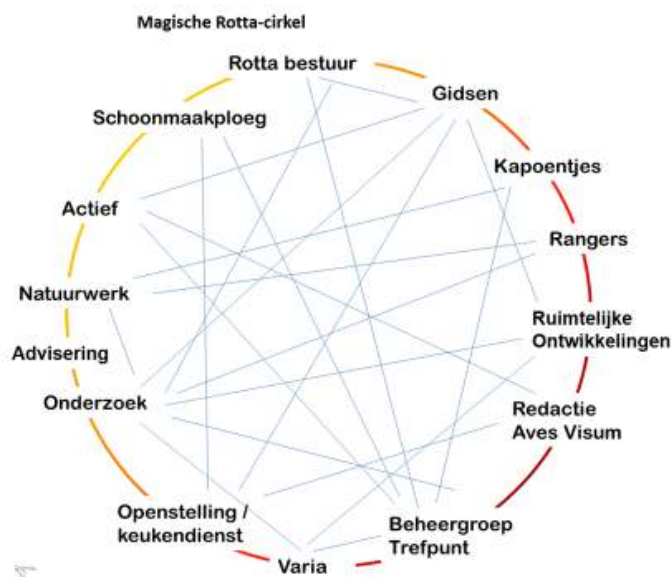 Magische Rotta-cirkel
Rotta bestuur
Gidsen
Schoonmaakploeg
Kapoentjes
Actief
Rangers
Natuurwerk
Ruimtelijke
Ontwikkelingen
Advisering
Onderzoek
Redactie
Aves Visum
Openstelling /
keukendienst
Beheergroep
Trefpunt
Varia